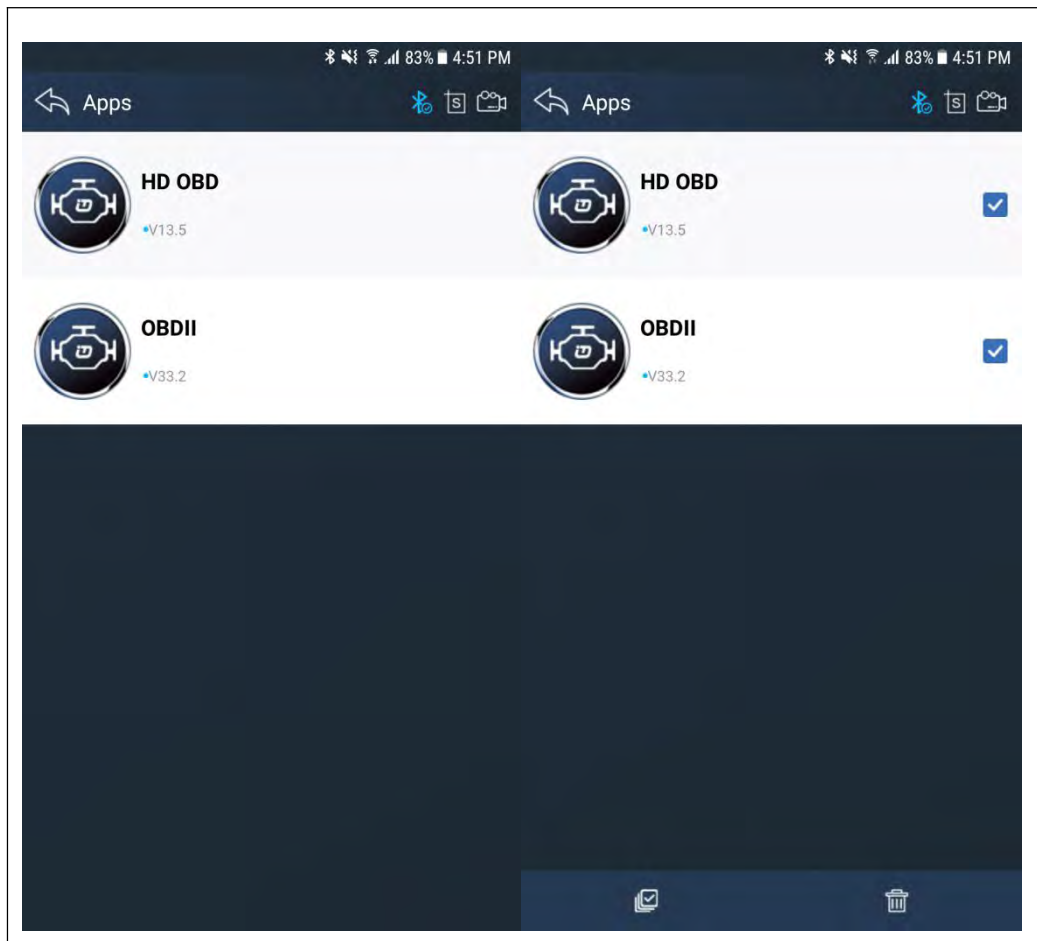 83% 4:51 PM
Apps
HD OBD
•V13.5
OBDII
•V33.2
83% 4:51 PM
Apps
HD OBD
•V13.5
OBDII
•V33.2